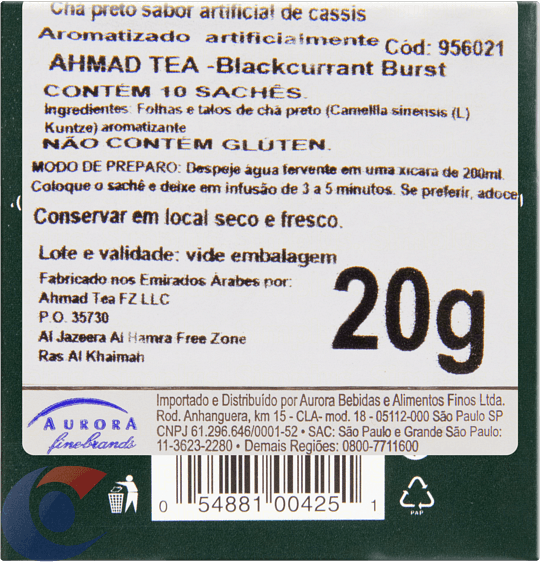 Chá preto sabor artificial de cassis
Aromatizado artificialmente Cód: 956021
AHMAD TEA -Blackcurrant Burst
CONTÉM 10 SACHÊS.
Ingredientes: Folhas e talos de chá preto (Camellia sinensis (L)
Kuntze) aromatizante
NÃO CONTÉM GLÚTEN.
MODO DE PREPARO: Despeje água fervente em uma xícara de 200ml.
Coloque o sachê e deixe em infusão de 3 a 5 minutos. Se preferir, adoce
Conservar em local seco e fresco.
Lote e validade: vide embalagem
Fabricado nos Emirados Árabes por:
Ahmad Tea FZ LLC
P.O. 35730
Al Jazeera Al Hamra Free Zone
Ras Al Khaimah
20g
AURORA
finebrands
Importado e Distribuído por Aurora Bebidas e Alimentos Finos Ltda.
Rod. Anhanguera, km 15 - CLA- mod. 18 - 05112-000 São Paulo SP
CNPJ 61.296.646/0001-52 • SAC: São Paulo e Grande São Paulo:
11-3623-2280 • Demais Regiões: 0800-7711600
0 54881 00425 1
PAP